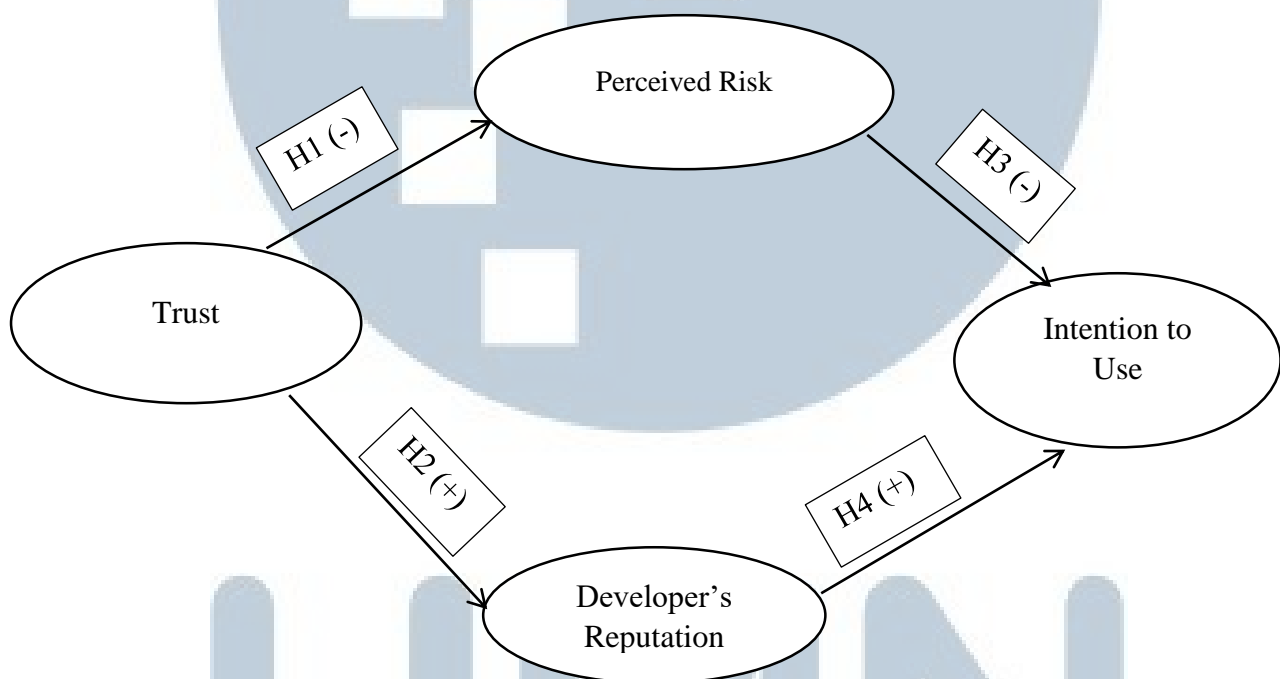 Perceived Risk
H1 (-)
H3 (-)
Trust
Intention to
Use
H2 (+)
H4 (+)
Developer’s
Reputation